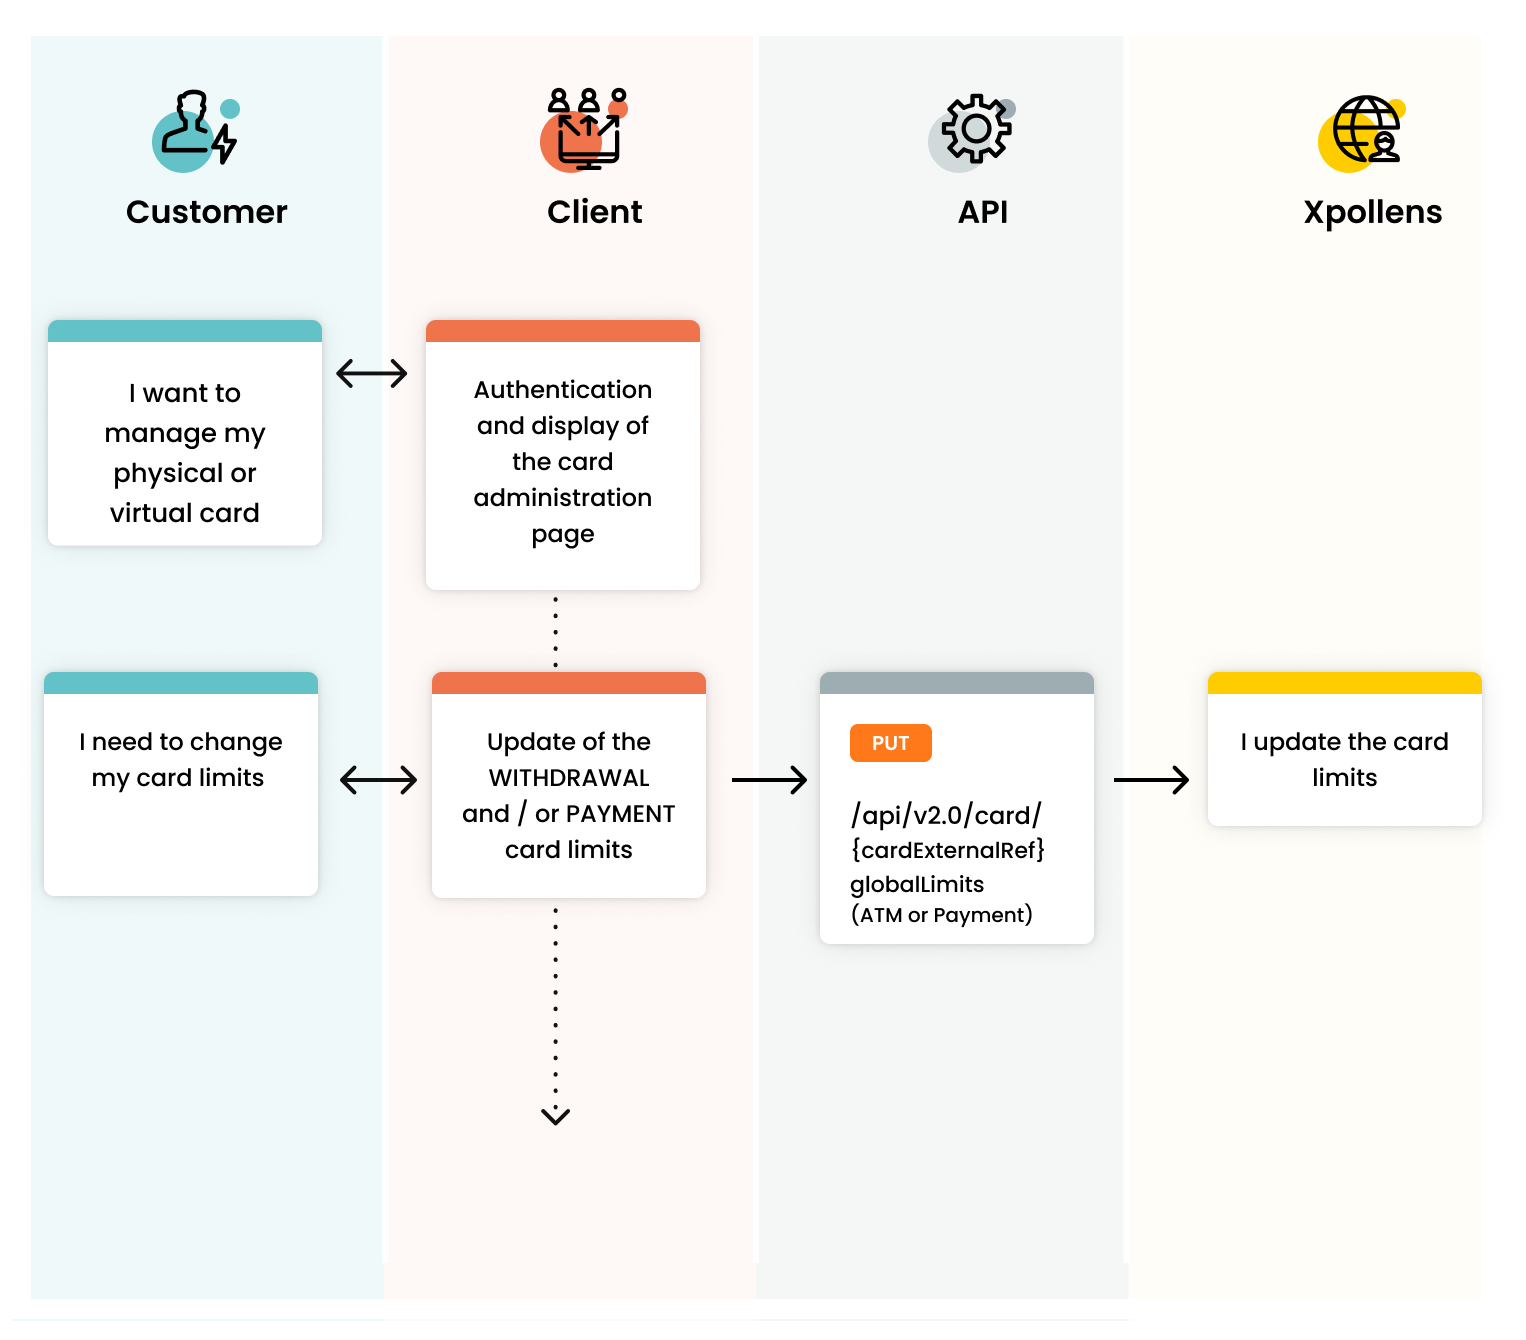 Customer
Client
API
Xpollens
I want to
manage my
physical or
virtual card
Authentication
and display of
the card
administration
page
I need to change
my card limits
Update of the
WITHDRAWAL
and / or PAYMENT
card limits
PUT
/api/v2.0/card/
{cardExternalRef}
globalLimits
(ATM or Payment)
I update the card
limits